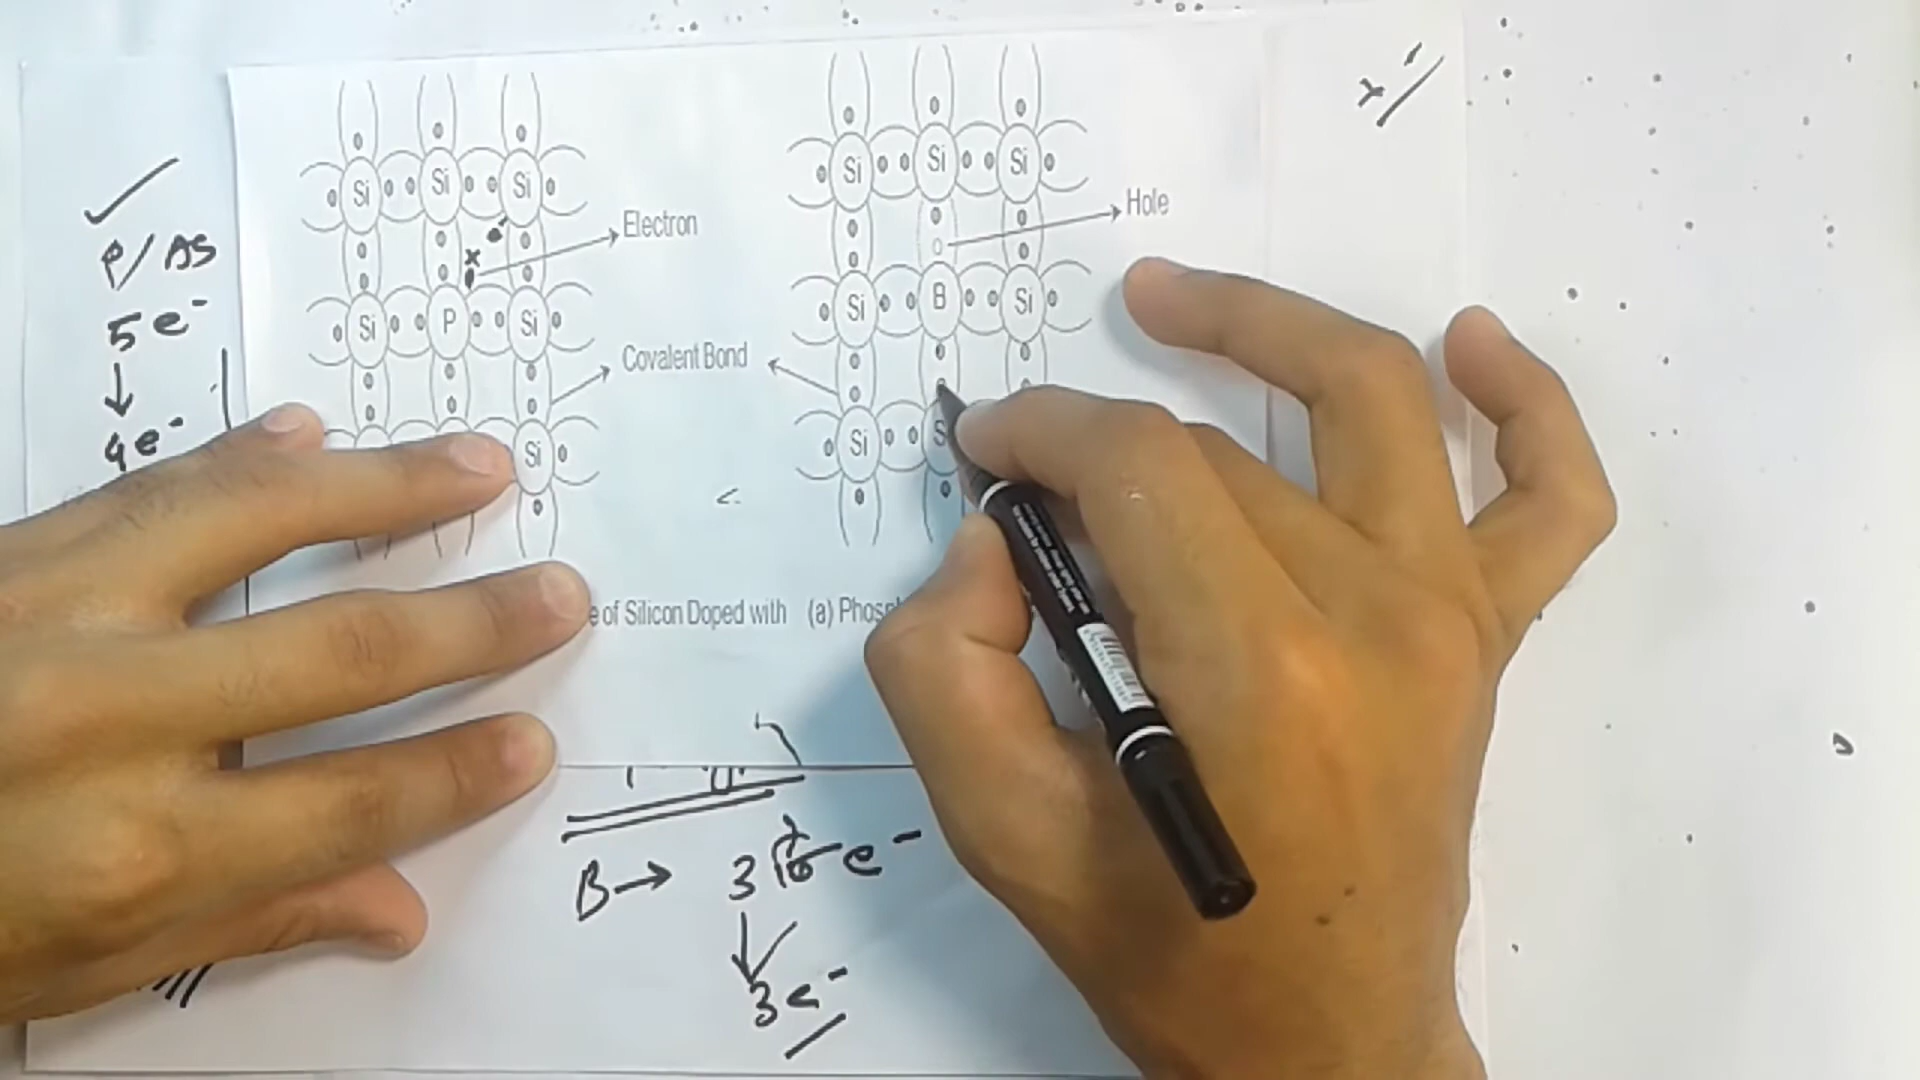 P/AS
5e⁻
↓
4e⁻
Si Si Si
Electron
x
Si P Si
Covalent Bond
Si
Si Si Si
Hole
Si B Si
Si
e of Silicon Doped with (a) Phosp
B→ 3 e⁻
↓
3e⁻